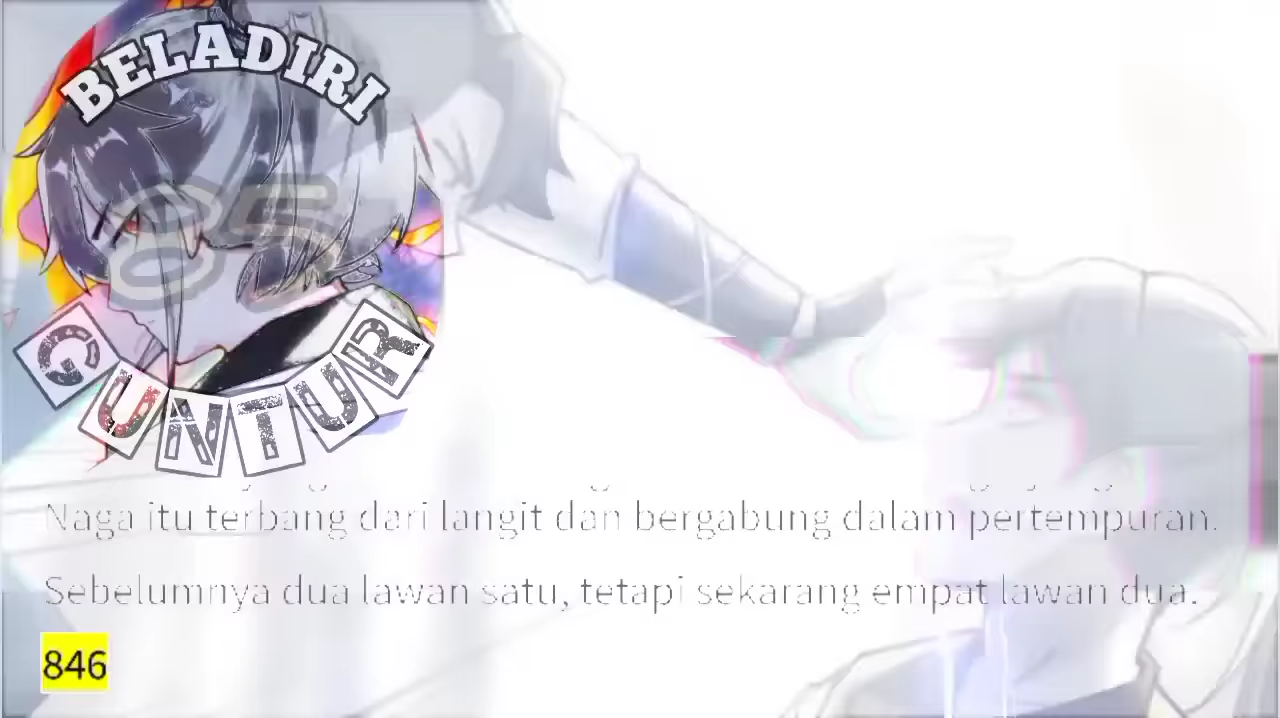 BELADIRI
GUNTUR
Naga itu terbang dari langit dan bergabung dalam pertempuran.
Sebelumnya dua lawan satu, tetapi sekarang empat lawan dua.
846